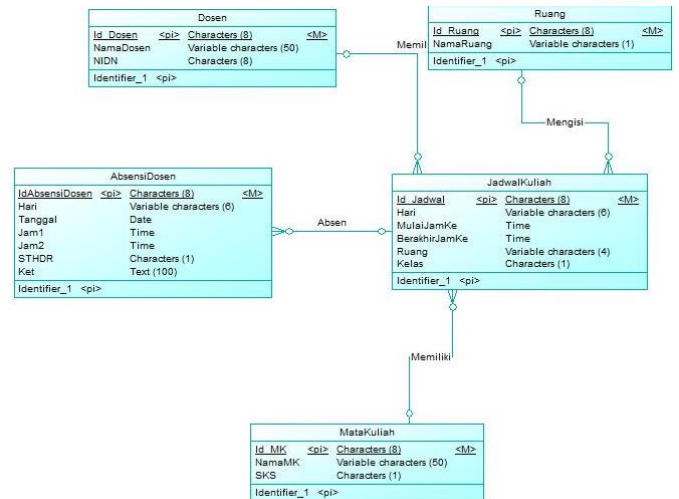 Dosen
Id_Dosen <pi> Characters (8) <M>
NamaDosen Variable characters (50)
NIDN Characters (8)
Identifier_1 <pi>
Ruang
Id_Ruang <pi> Characters (8) <M>
NamaRuang Variable characters (1)
Identifier_1 <pi>
Memil
Mengisi
AbsensiDosen
IdAbsensiDosen <pi> Characters (8) <M>
Hari Variable characters (6)
Tanggal Date
Jam1 Time
Jam2 Time
STHDR Characters (1)
Ket Text (100)
Identifier_1 <pi>
Absen
JadwalKuliah
Id_Jadwal <pi> Characters (8) <M>
Hari Variable characters (6)
MulaiJamKe Time
BerakhirJamKe Time
Ruang Variable characters (4)
Kelas Characters (1)
Identifier_1 <pi>
Memiliki
MataKuliah
Id_MK <pi> Characters (8) <M>
NamaMK Variable characters (50)
SKS Characters (1)
Identifier_1 <pi>